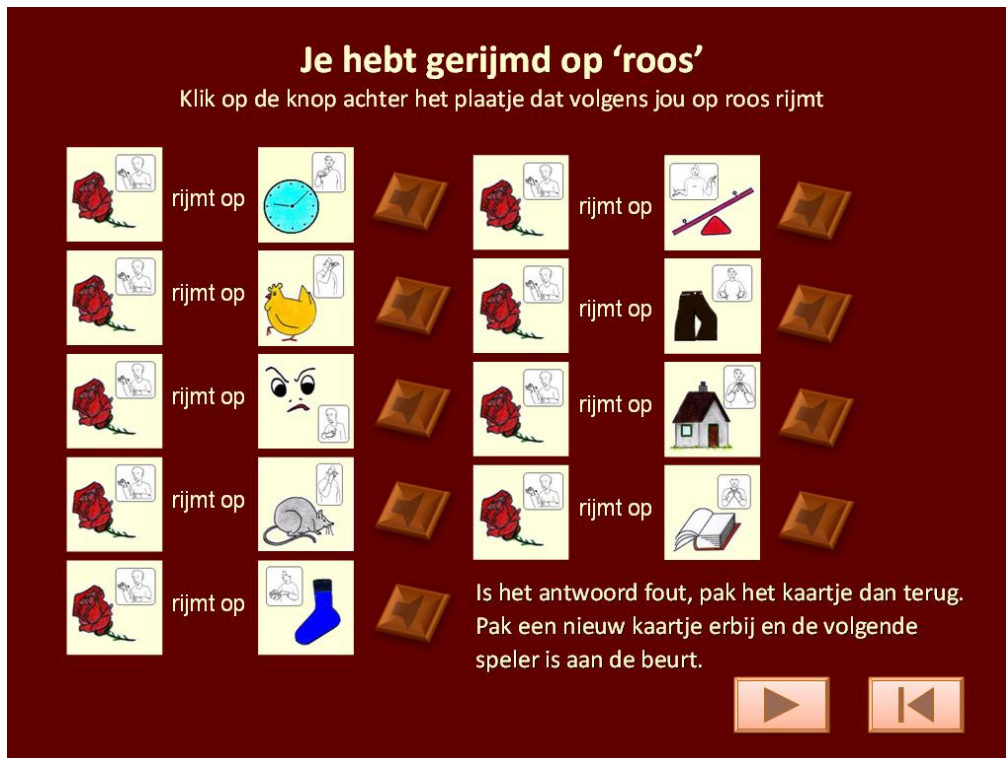 Je hebt gerijmd op ‘roos’
Klik op de knop achter het plaatje dat volgens jou op roos rijmt
rijmt op
rijmt op
rijmt op
rijmt op
rijmt op
rijmt op
rijmt op
rijmt op
rijmt op
Is het antwoord fout, pak het kaartje dan terug.
Pak een nieuw kaartje erbij en de volgende
speler is aan de beurt.